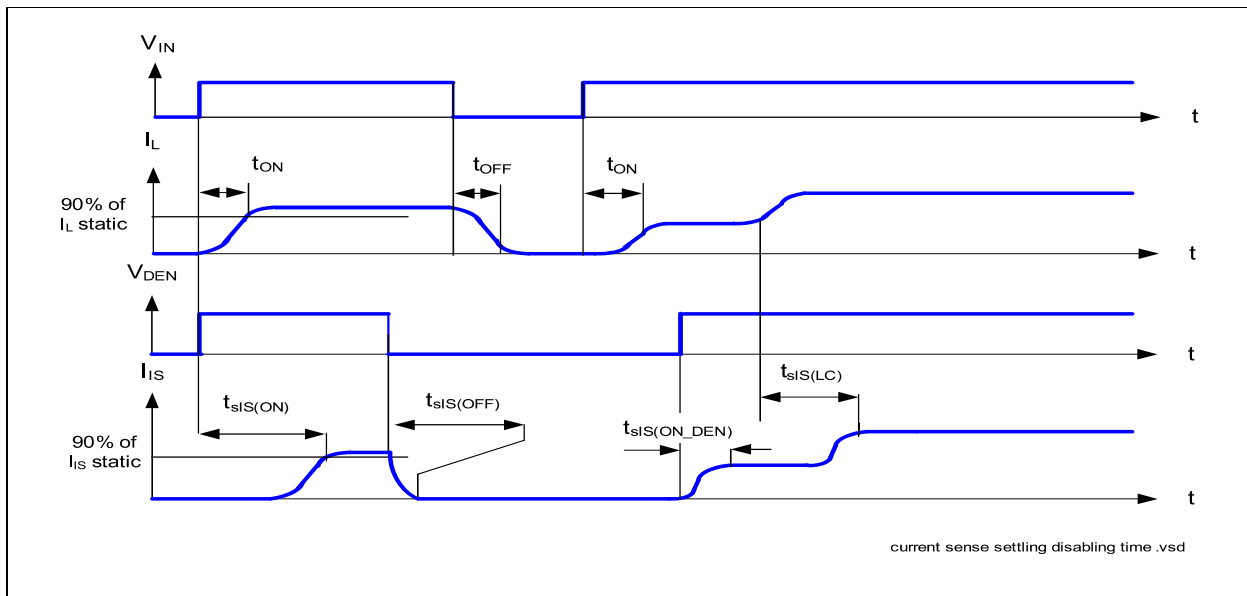 VIN
t
IL
tON
tOFF
tON
90% of
IL static
t
VDEN
t
IIS
tsIS(ON)
tsIS(OFF)
tsIS(LC)
tsIS(ON_DEN)
90% of
IIS static
t
current sense settling disabling time .vsd